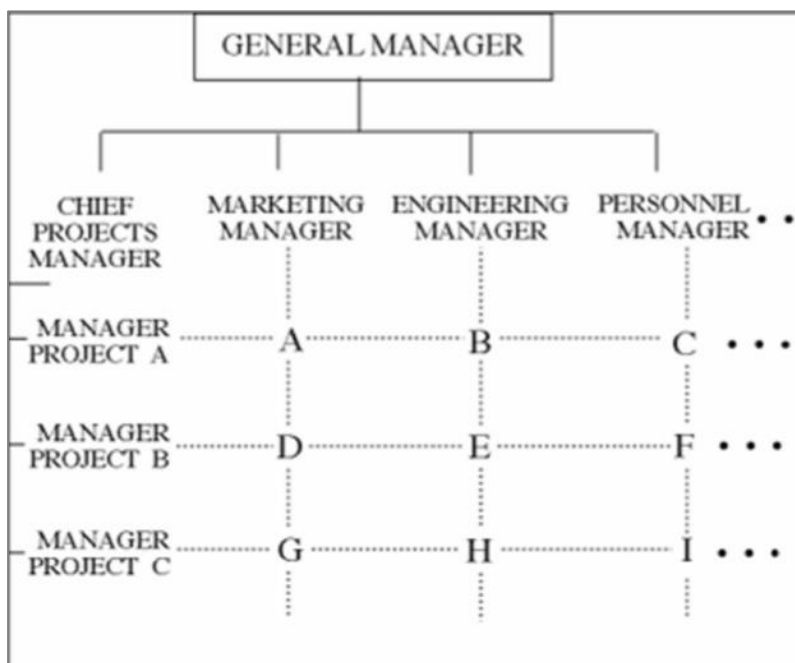 GENERAL MANAGER
CHIEF
PROJECTS
MANAGER
MARKETING
MANAGER
ENGINEERING
MANAGER
PERSONNEL
MANAGER
MANAGER
PROJECT A
A B C
MANAGER
PROJECT B
D E F
MANAGER
PROJECT C
G H I